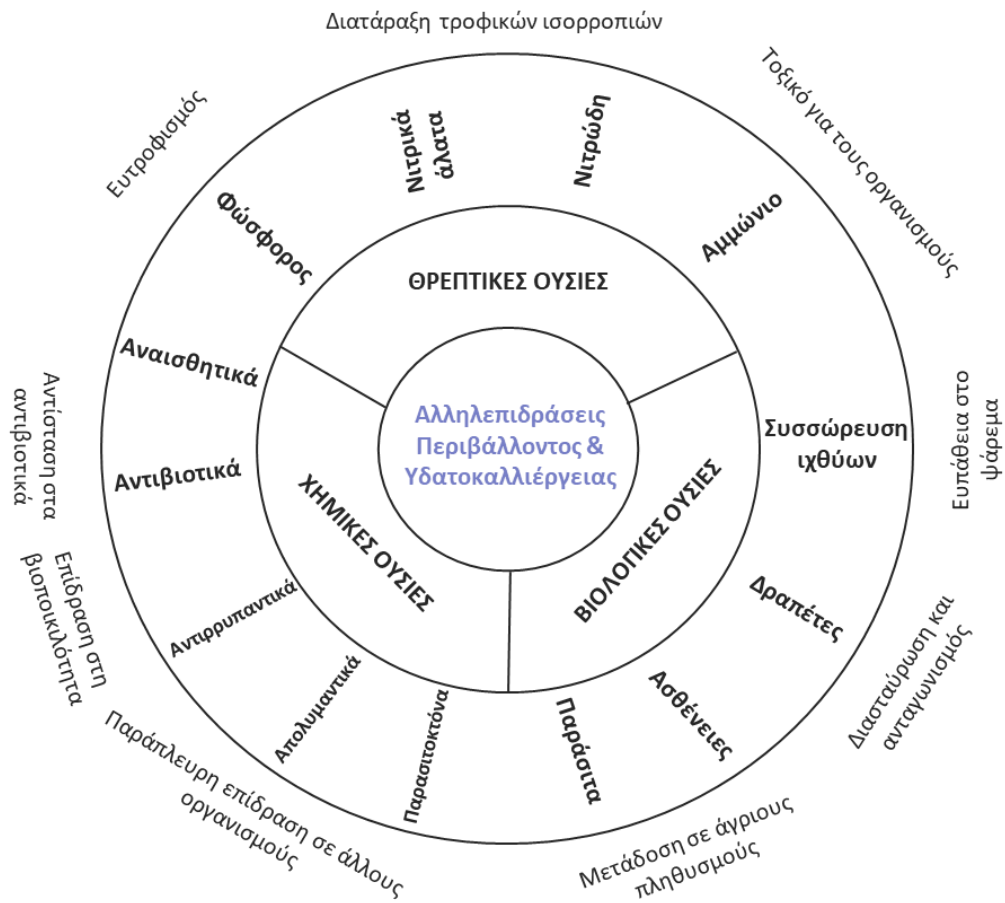 Διατάραξη τροφικών ισορροπιών
Τοξικό για τους οργανισμούς
Ευπάθεια στο
ψάρεμα
Διασταύρωση και
ανταγωνισμός
Μετάδοση σε άγριους
πληθυσμούς
Παράπλευρη επίδραση σε άλλους
οργανισμούς
Επίδραση στη
βιοποικιλότητα
Αντίσταση στα
αντιβιοτικά
Ευτροφισμός
Νιτρικά
άλατα
Νιτρώδη
Αμμώνιο
Συσσώρευση
ιχθύων
Δραπέτες
Ασθένειες
Παράσιτα
Παρασιτοκτόνα
Απολυμαντικά
Αντιρρυπαντικά
Αντιβιοτικά
Αναισθητικά
Φώσφορος
ΘΡΕΠΤΙΚΕΣ ΟΥΣΙΕΣ
ΒΙΟΛΟΓΙΚΕΣ ΟΥΣΙΕΣ
ΧΗΜΙΚΕΣ ΟΥΣΙΕΣ
Αλληλεπιδράσεις
Περιβάλλοντος &
Υδατοκαλλιέργειας